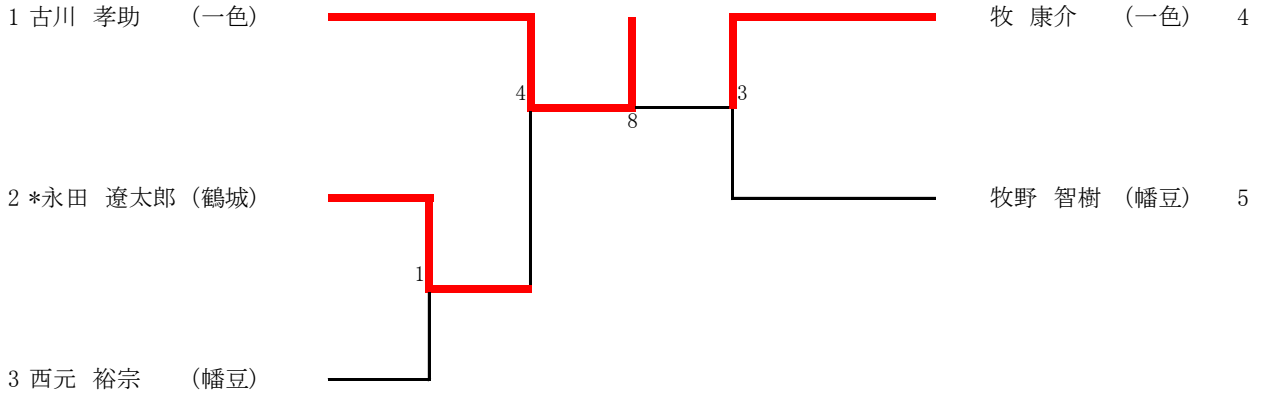 1 古川 孝助 (一色)
牧 康介 (一色) 4
4
3
8
2 *永田 遼太郎 (鶴城)
牧野 智樹 (幡豆) 5
1
3 西元 裕宗 (幡豆)